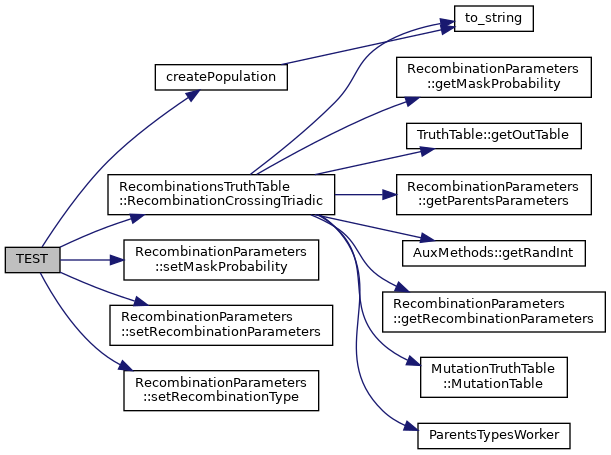 to_string
createPopulation
RecombinationParameters
::getMaskProbability
TruthTable::getOutTable
RecombinationsTruthTable
::RecombinationCrossingTriadic
RecombinationParameters
::getParentsParameters
TEST
RecombinationParameters
::setMaskProbability
AuxMethods::getRandInt
RecombinationParameters
::setRecombinationParameters
RecombinationParameters
::getRecombinationParameters
RecombinationParameters
::setRecombinationType
MutationTruthTable
::MutationTable
ParentsTypesWorker